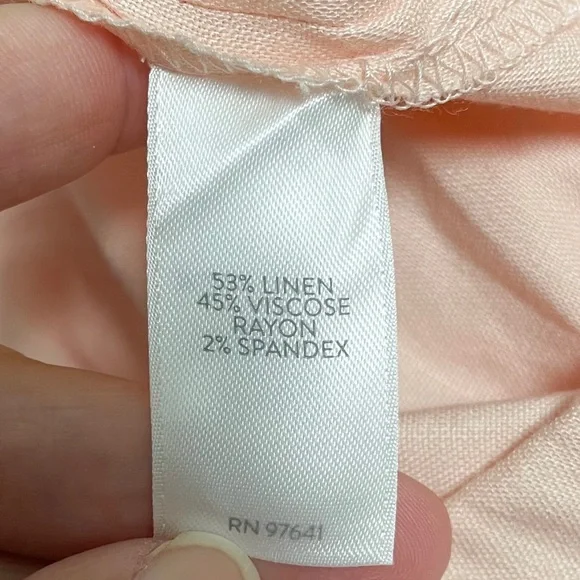 53% LINEN
45% VISCOSE
RAYON
2% SPANDEX
RN 97641